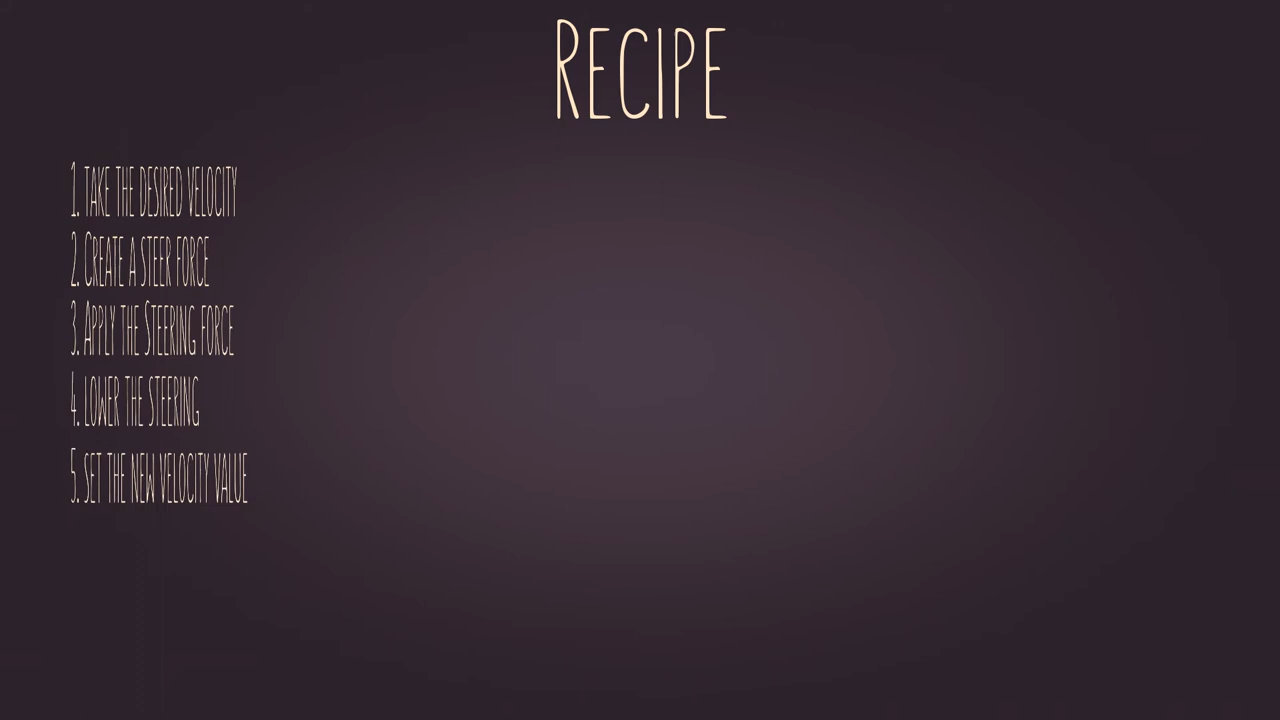 Recipe
1. take the desired velocity
2. Create a steer force
3. Apply the Steering force
4. lower the steering
5. set the new velocity value